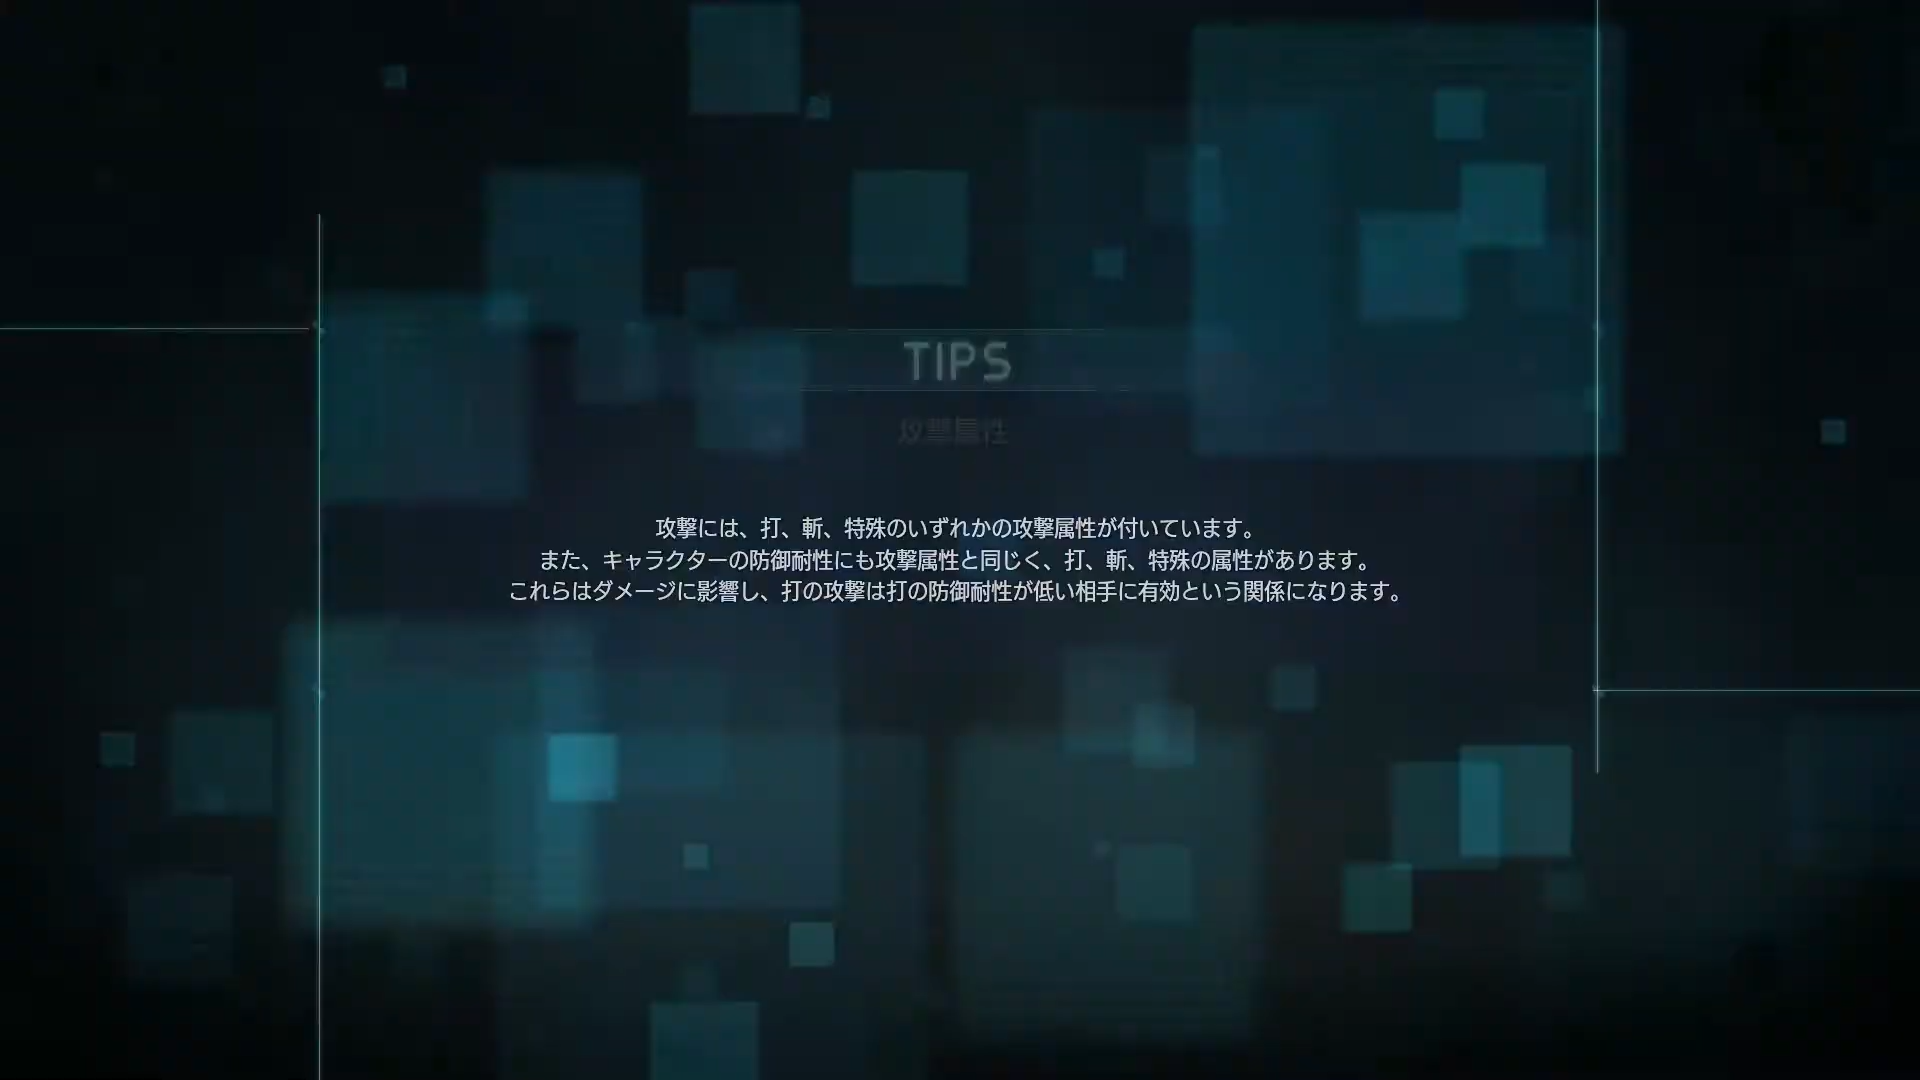 TIPS
攻撃属性
攻撃には、打、斬、特殊のいずれかの攻撃属性が付いています。
また、キャラクターの防御耐性にも攻撃属性と同じく、打、斬、特殊の属性があります。
これらはダメージに影響し、打の攻撃は打の防御耐性が低い相手に有効という関係になります。